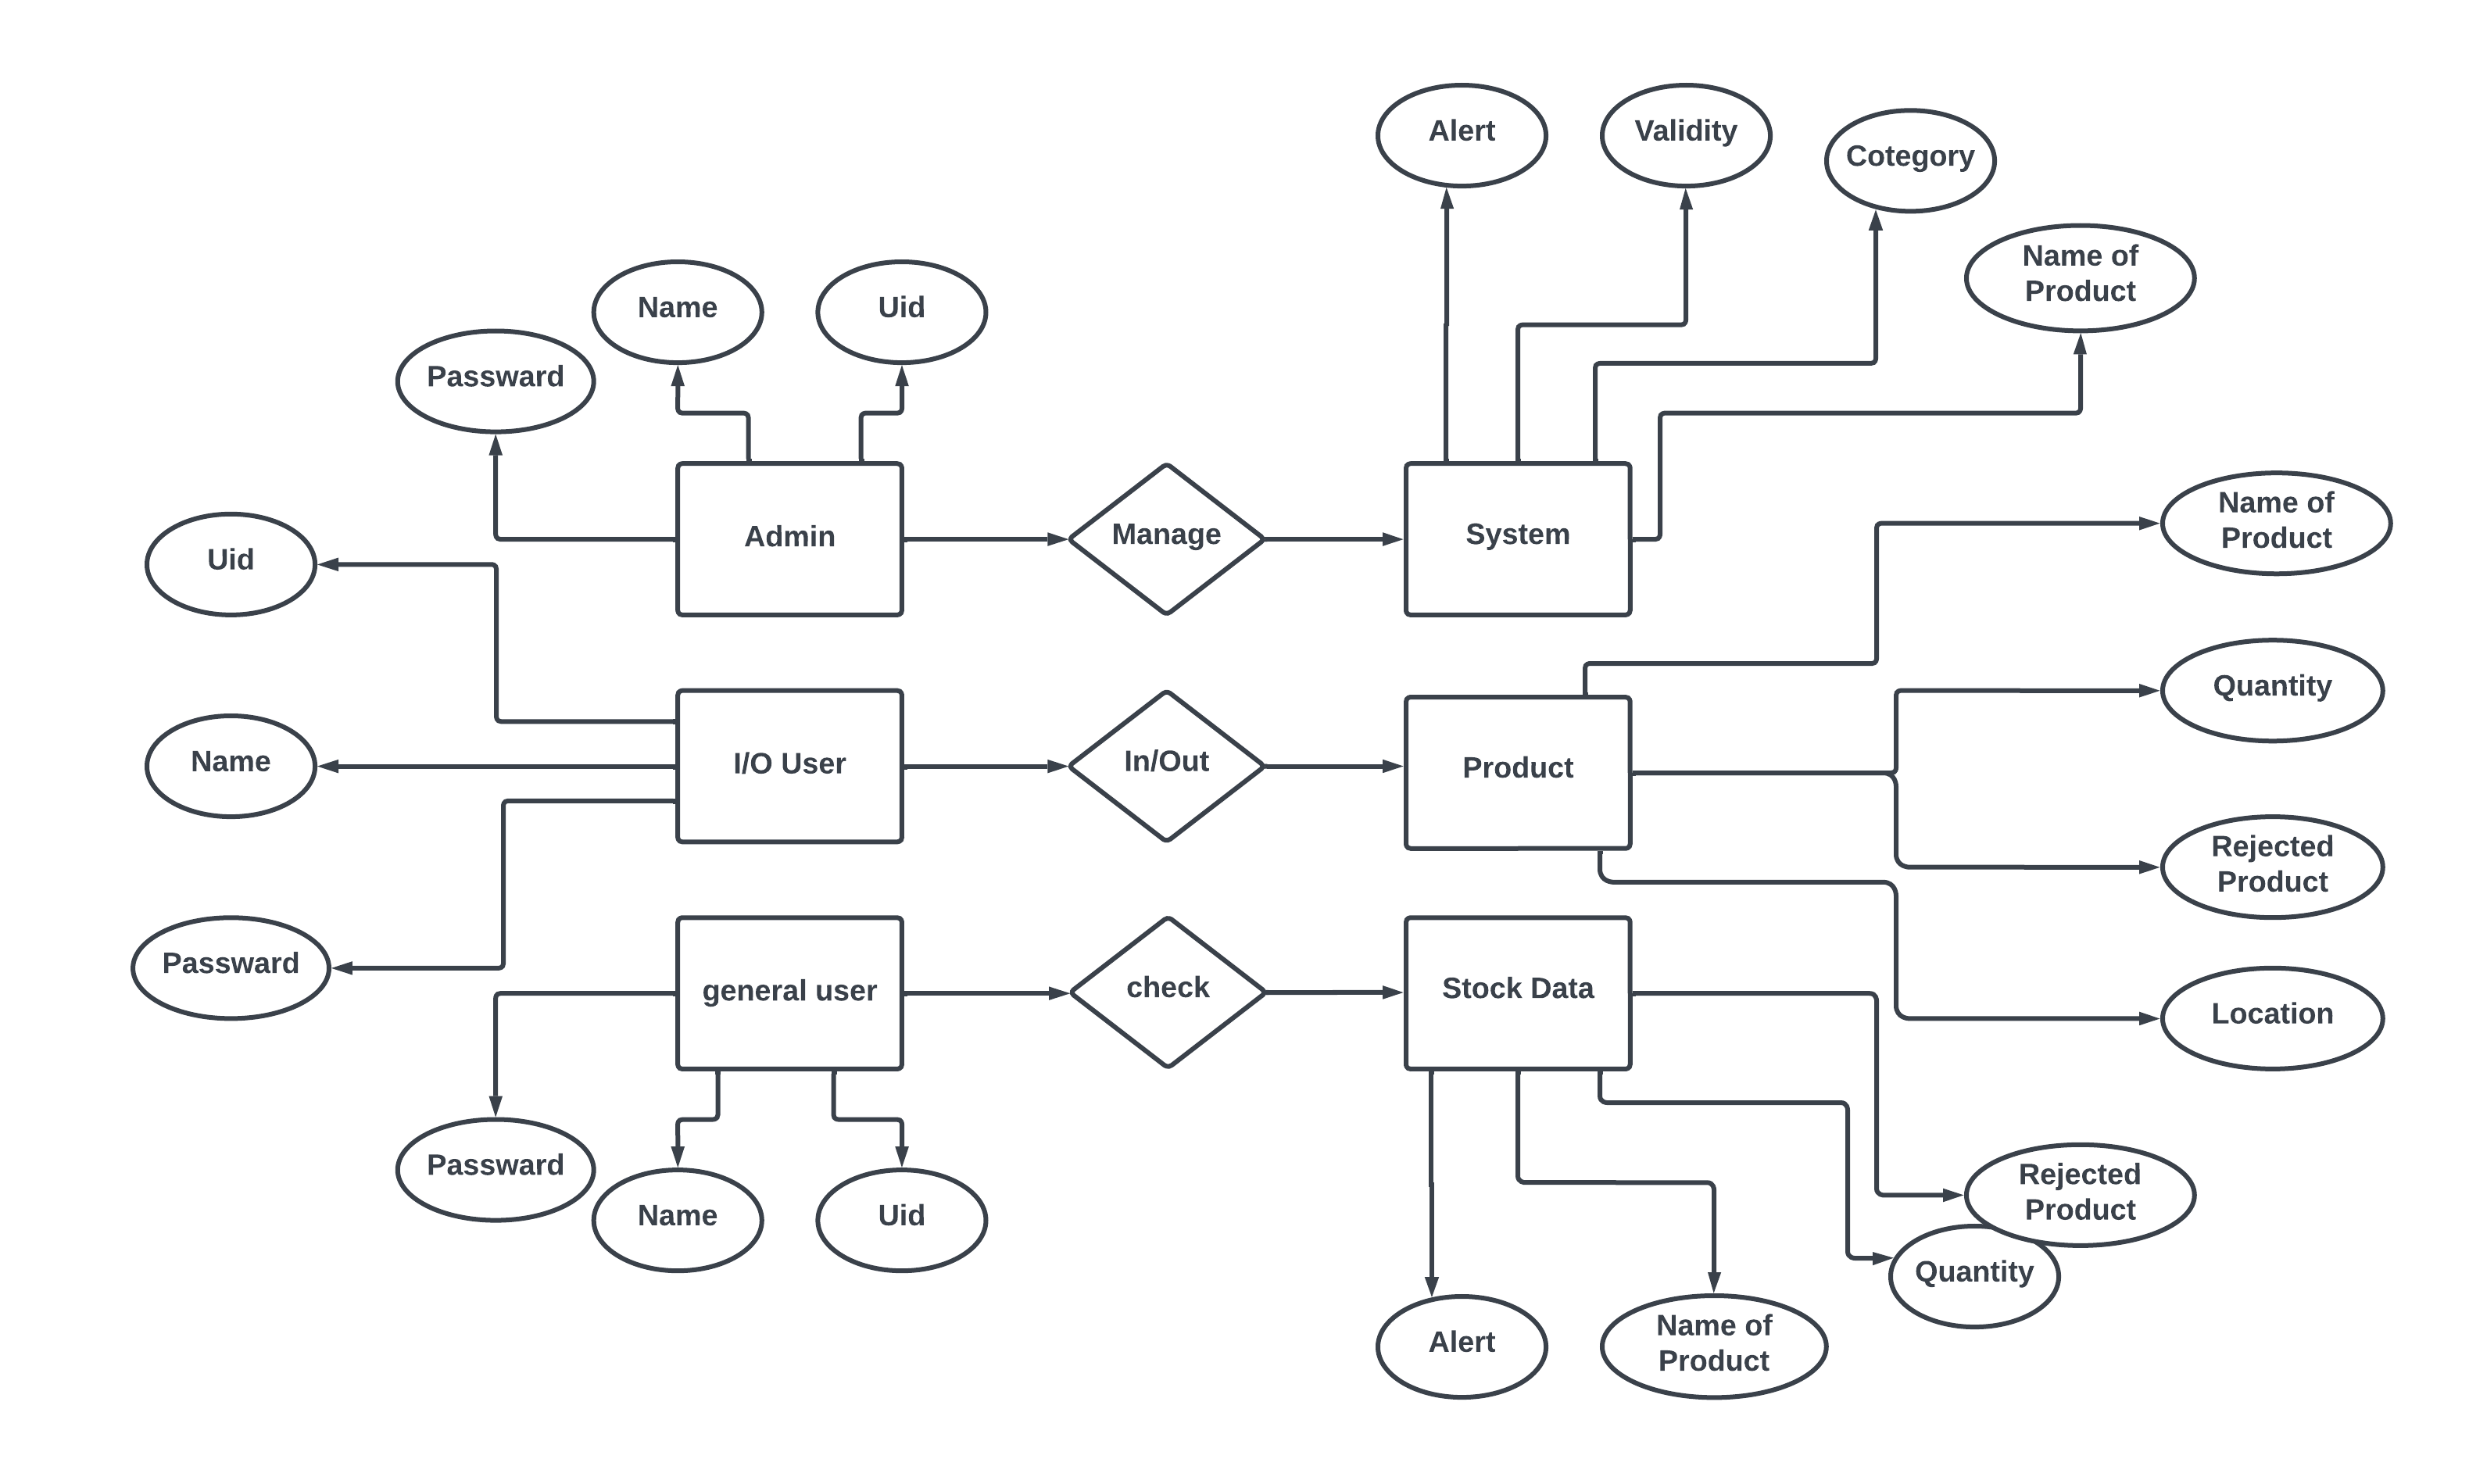 Alert
Validity
Cotegory
Name of
Product
Name
Uid
Passward
Admin
Manage
System
Name of
Product
Uid
Quantity
Name
I/O User
In/Out
Product
Rejected
Product
Passward
general user
check
Stock Data
Location
Passward
Name
Uid
Rejected
Product
Quantity
Alert
Name of
Product